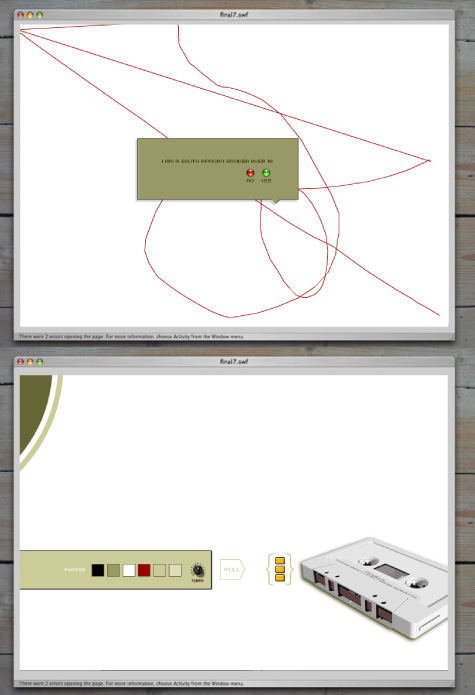 final7.swf
I AM A SOUTH AFRICAN SMOKER OVER 18
NO YES
There were 2 errors opening the page. For more information, choose Activity from the Window menu.
final7.swf
PHOTOS
PULL
TEMPO
There were 2 errors opening the page. For more information, choose Activity from the Window menu.